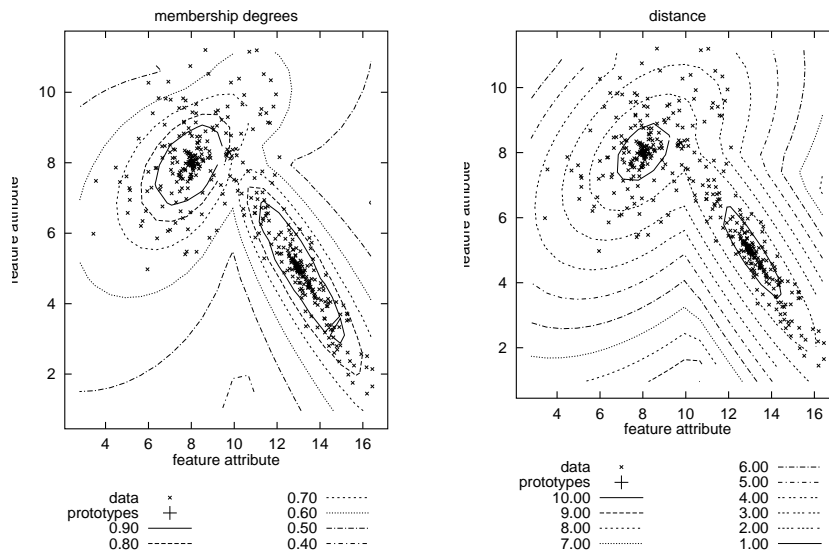 membership degrees
10
8
6
4
2
feature attribute
4 6 8 10 12 14 16
feature attribute
data
prototypes
0.90
0.80
0.70
0.60
0.50
0.40
distance
10
8
6
4
2
feature attribute
4 6 8 10 12 14 16
feature attribute
data
prototypes
10.00
9.00
8.00
7.00
6.00
5.00
4.00
3.00
2.00
1.00